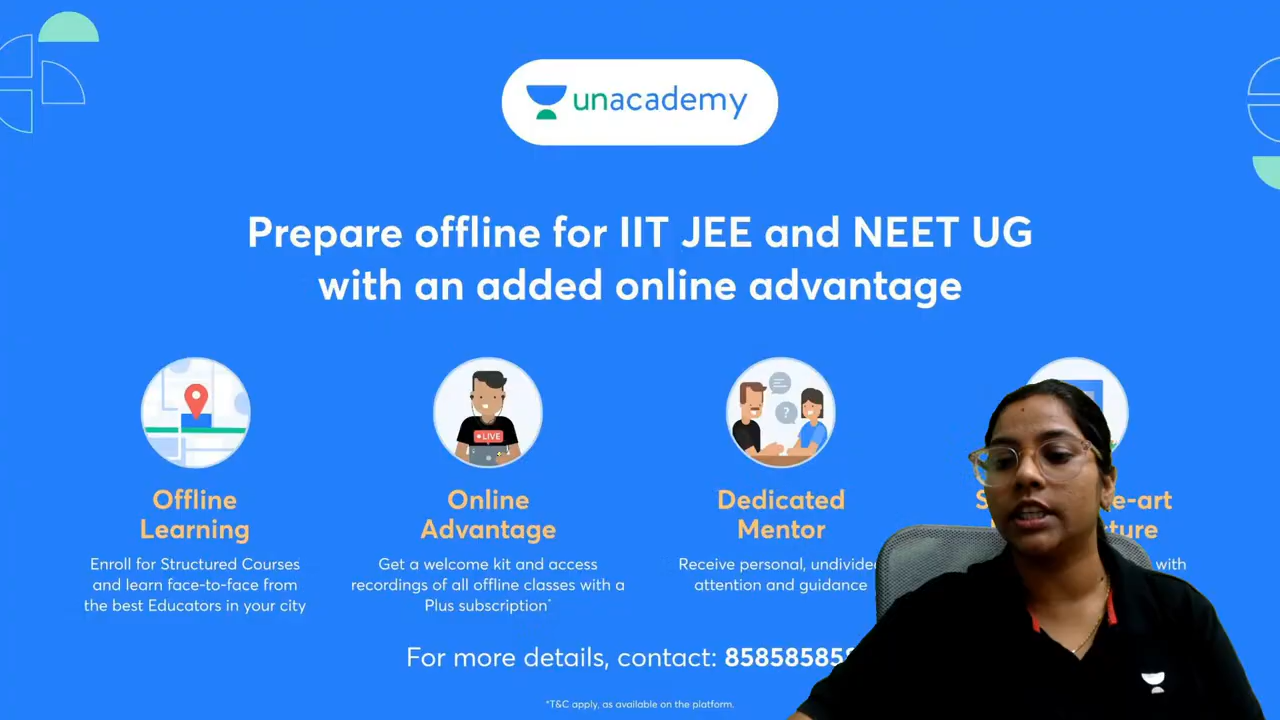 unacademy
Prepare offline for IIT JEE and NEET UG
with an added online advantage
LIVE
?
Offline
Learning
Enroll for Structured Courses
and learn face-to-face from
the best Educators in your city
Online
Advantage
Get a welcome kit and access
recordings of all offline classes with a
Plus subscription*
Dedicated
Mentor
Receive personal,
attention and guidance
with
For more details, contact:
*T&C apply, as available on the platform.